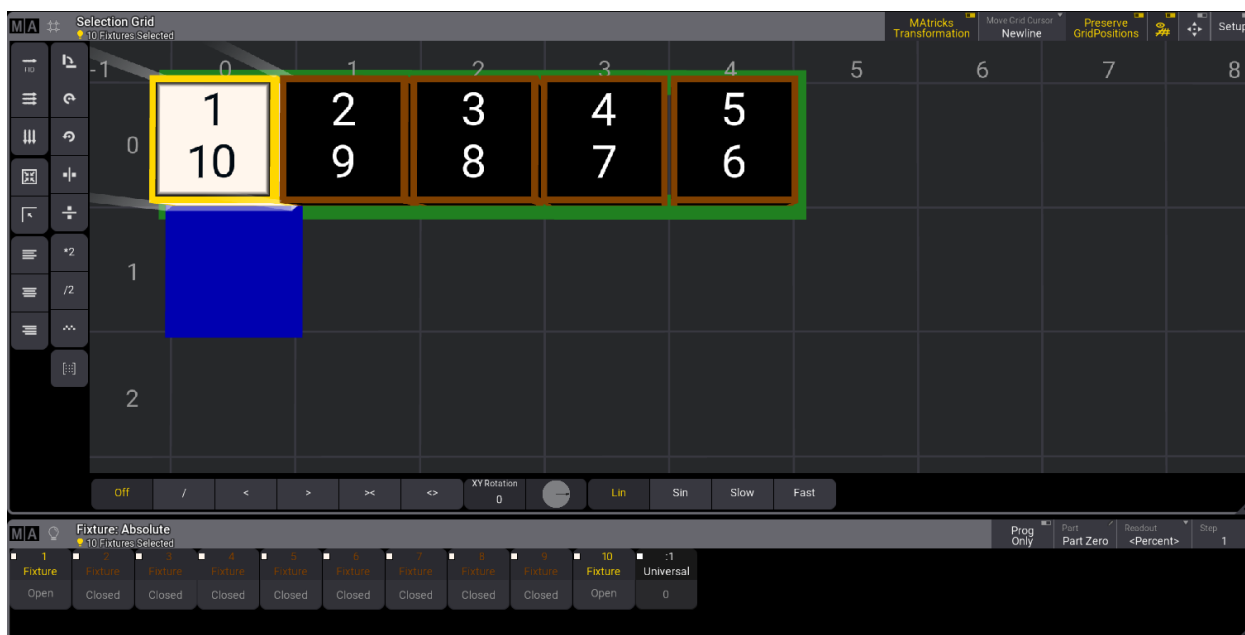 MA Selection Grid
10 Fixtures Selected
MAtricks Transformation
Move Grid Cursor
Newline
Preserve GridPositions
Setup
-1 0 1 2 3 4 5 6 7 8
0
1 2 3 4 5
10 9 8 7 6
1
*2
/2
2
Off / < > >< <> XY Rotation 0 Lin Sin Slow Fast
MA Fixture: Absolute
10 Fixtures Selected
Prog Only
Part
Part Zero
Readout
<Percent>
Step
1
1 2 3 4 5 6 7 8 9 10 :1
Fixture Fixture Fixture Fixture Fixture Fixture Fixture Fixture Fixture Fixture Universal
Open Closed Closed Closed Closed Closed Closed Closed Closed Open 0